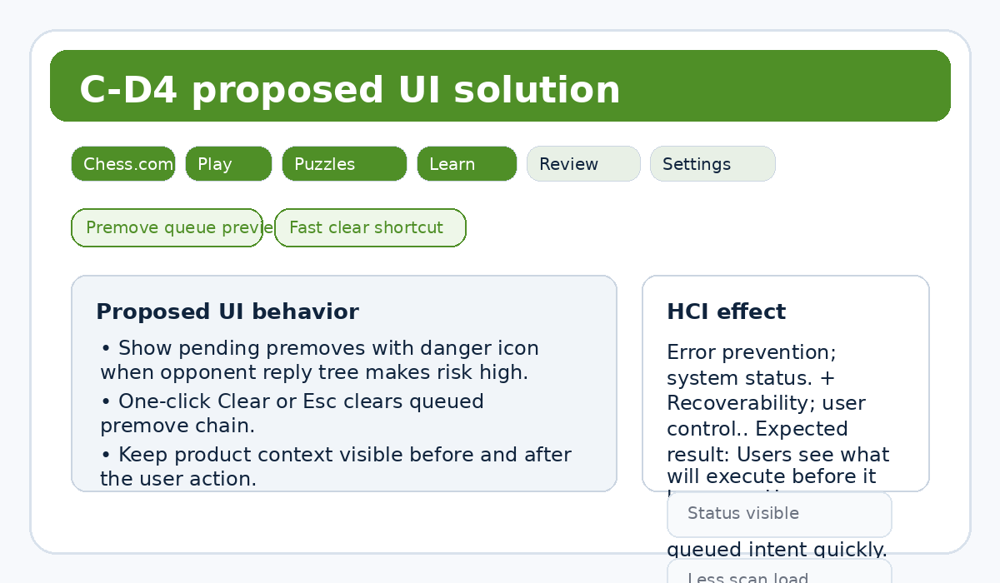 C-D4 proposed UI solution
Chess.com
Play
Puzzles
Learn
Review
Settings
Premove queue previe
Fast clear shortcut
Proposed UI behavior
• Show pending premoves with danger icon
when opponent reply tree makes risk high.
• One-click Clear or Esc clears queued
premove chain.
• Keep product context visible before and after
the user action.
HCI effect
Error prevention;
system status. +
Recoverability; user
control.. Expected
result: Users see what
will execute before it
Status visible
queued intent quickly.
Less scan load